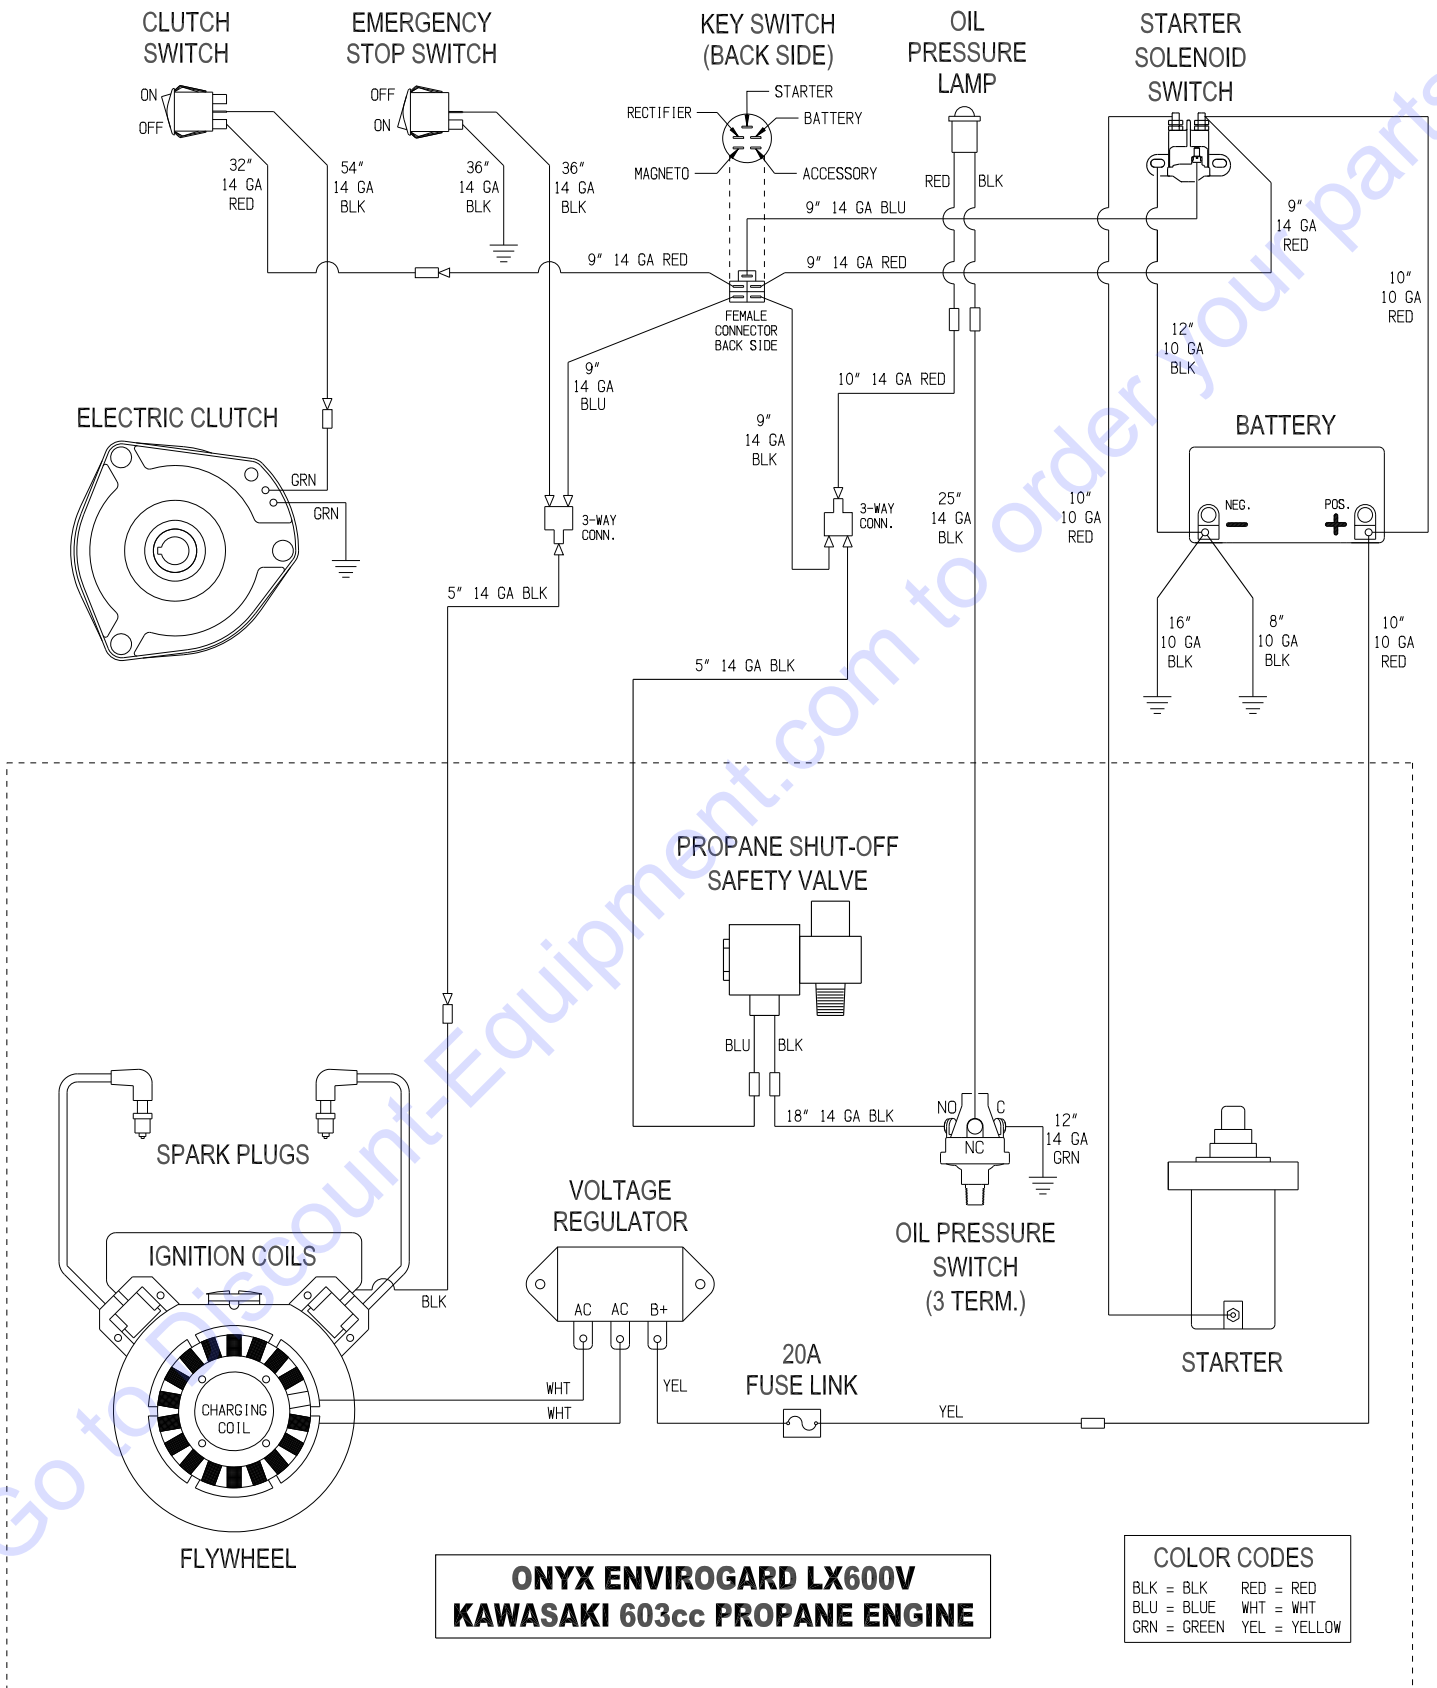 CLUTCH
SWITCH
EMERGENCY
STOP SWITCH
KEY SWITCH
(BACK SIDE)
OIL
PRESSURE
LAMP
STARTER
SOLENOID
SWITCH
ON
OFF
OFF
ON
RECTIFIER
STARTER
BATTERY
MAGNETO
ACCESSORY
32"
14 GA
RED
54"
14 GA
BLK
36"
14 GA
BLK
36"
14 GA
BLK
RED
BLK
9" 14 GA BLU
9"
14 GA
RED
9" 14 GA RED
9" 14 GA RED
10"
10 GA
RED
FEMALE
CONNECTOR
BACK SIDE
12"
10 GA
BLK
9"
14 GA
BLU
10" 14 GA RED
ELECTRIC CLUTCH
9"
14 GA
BLK
BATTERY
GRN
GRN
3-WAY
CONN.
3-WAY
CONN.
25"
14 GA
BLK
10"
10 GA
RED
NEG.
POS.
- +
5" 14 GA BLK
16"
10 GA
BLK
8"
10 GA
BLK
10"
10 GA
RED
5" 14 GA BLK
PROPANE SHUT-OFF
SAFETY VALVE
BLU
BLK
18" 14 GA BLK
NO
C
NC
12"
14 GA
GRN
SPARK PLUGS
VOLTAGE
REGULATOR
OIL PRESSURE
SWITCH
(3 TERM.)
IGNITION COILS
BLK
AC AC B+
STARTER
20A
FUSE LINK
WHT
WHT
YEL
YEL
CHARGING
COIL
FLYWHEEL
ONYX ENVIROGARD LX600V
KAWASAKI 603cc PROPANE ENGINE
COLOR CODES
BLK = BLK RED = RED
BLU = BLUE WHT = WHT
GRN = GREEN YEL = YELLOW
Go to Discount-Equipment.com to order your parts